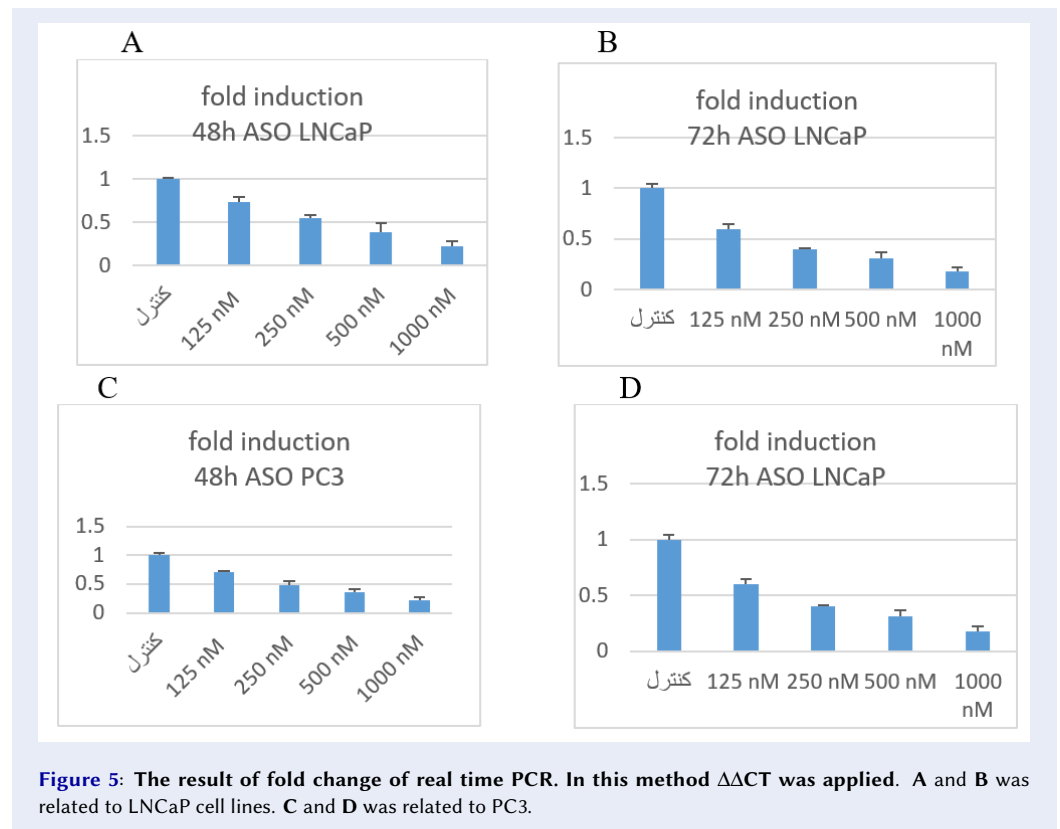 A
fold induction
48h ASO LNCaP
1.5
1
0.5
0
کنترل
125 nM
250 nM
500 nM
1000 nM
B
fold induction
72h ASO LNCaP
1.5
1
0.5
0
کنترل 125 nM 250 nM 500 nM 1000
nM
C
fold induction
48h ASO PC3
1.5
1
0.5
0
کنترل
125 nM
250 nM
500 nM
1000 nM
D
fold induction
72h ASO LNCaP
1.5
1
0.5
0
کنترل 125 nM 250 nM 500 nM 1000
nM
Figure 5: The result of fold change of real time PCR. In this method ΔΔCT was applied. A and B was
related to LNCaP cell lines. C and D was related to PC3.